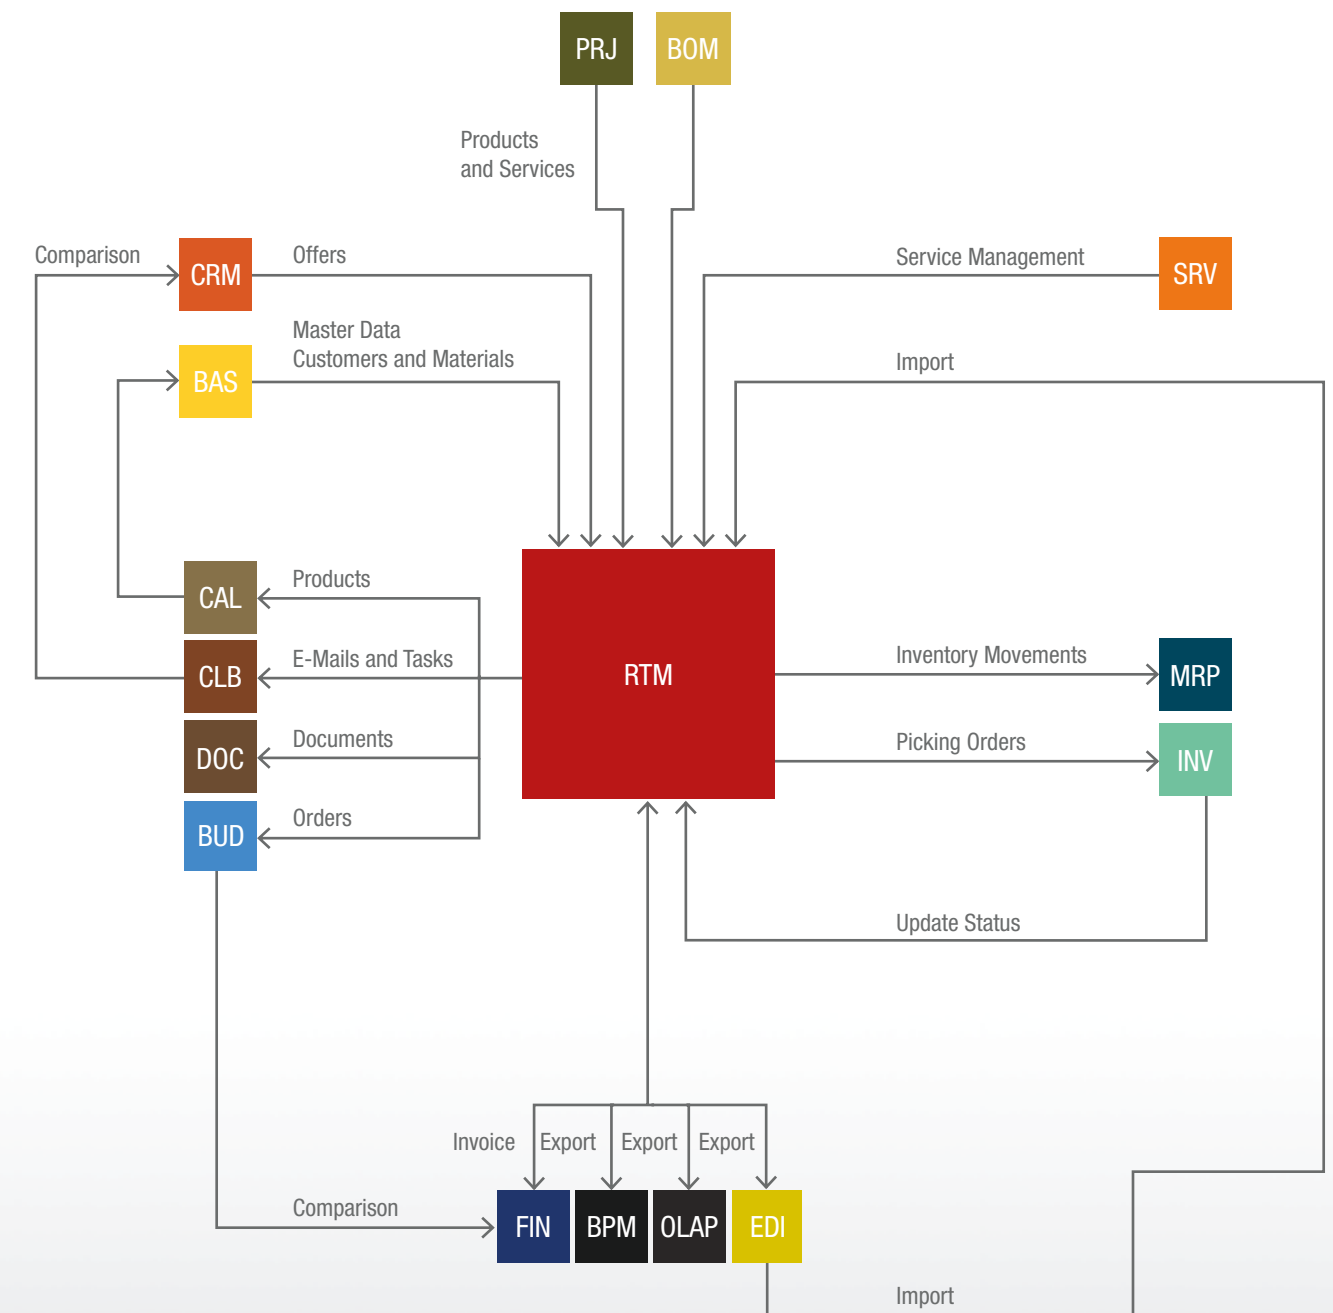 PRJ
BOM
Products
and Services
Comparison
CRM
Offers
Service Management
SRV
Master Data
Customers and Materials
BAS
Import
CAL
Products
CLB
E-Mails and Tasks
RTM
Inventory Movements
MRP
DOC
Documents
Picking Orders
INV
BUD
Orders
Update Status
Invoice
Export
Export
Export
Comparison
FIN
BPM
OLAP
EDI
Import